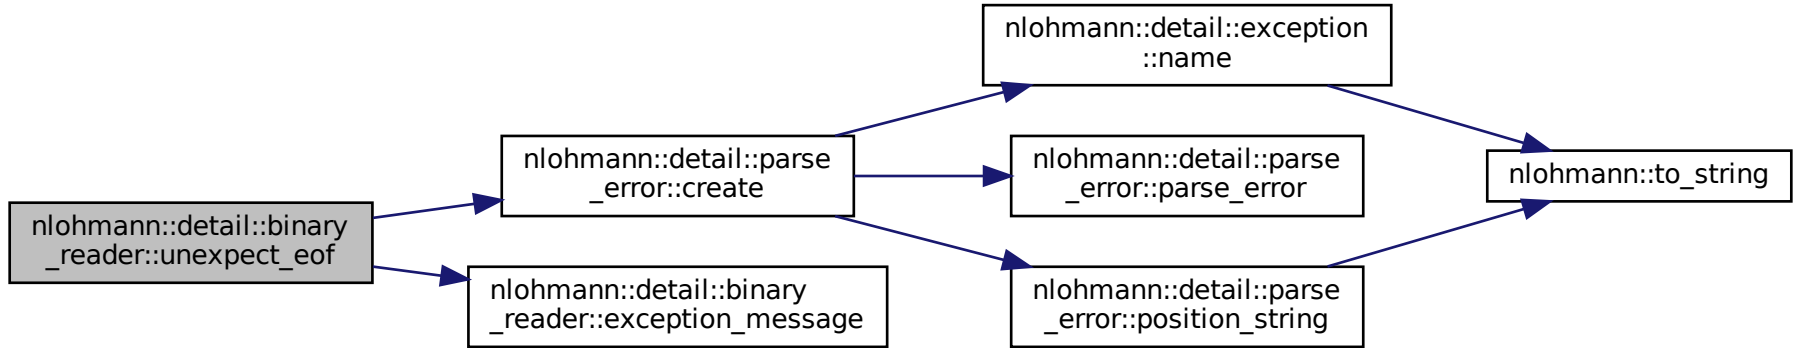 nlohmann::detail::binary
_reader::unexpect_eof
nlohmann::detail::parse
_error::create
nlohmann::detail::binary
_reader::exception_message
nlohmann::detail::exception
::name
nlohmann::detail::parse
_error::parse_error
nlohmann::detail::parse
_error::position_string
nlohmann::to_string